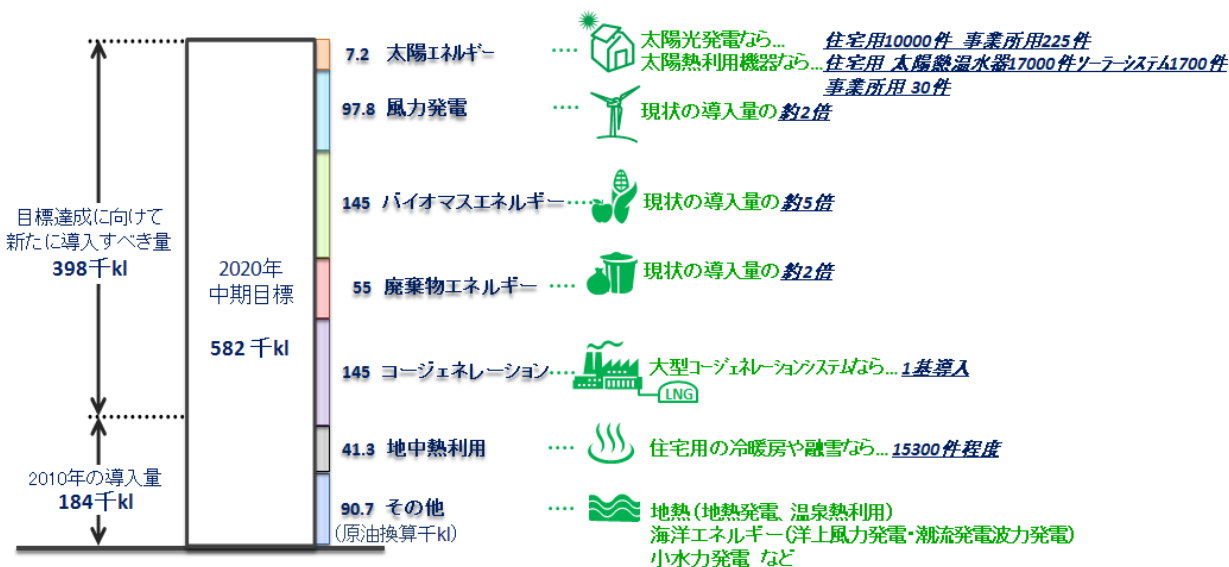 7.2 太陽エネルギー ‥‥ 太陽光発電なら… 住宅用10000件 事業所用225件
太陽熱利用機器なら… 住宅用 太陽熱温水器17000件ソーラーシステム1700件
事業所用 30件
97.8 風力発電 ‥‥ 現状の導入量の約2倍
145 バイオマスエネルギー ‥‥ 現状の導入量の約5倍
目標達成に向けて
新たに導入すべき量
398千kl
2020年
中期目標
582 千kl
55 廃棄物エネルギー ‥‥ 現状の導入量の約2倍
145 コージェネレーション ‥‥ 大型コージェネレーションシステムなら… 1基導入
LNG
41.3 地中熱利用 ‥‥ 住宅用の冷暖房や融雪なら… 15300件程度
2010年の導入量
184千kl
90.7 その他 ‥‥ 地熱(地熱発電、温泉熱利用)
(原油換算千kl)
海洋エネルギー(洋上風力発電・潮流発電波力発電)
小水力発電 など